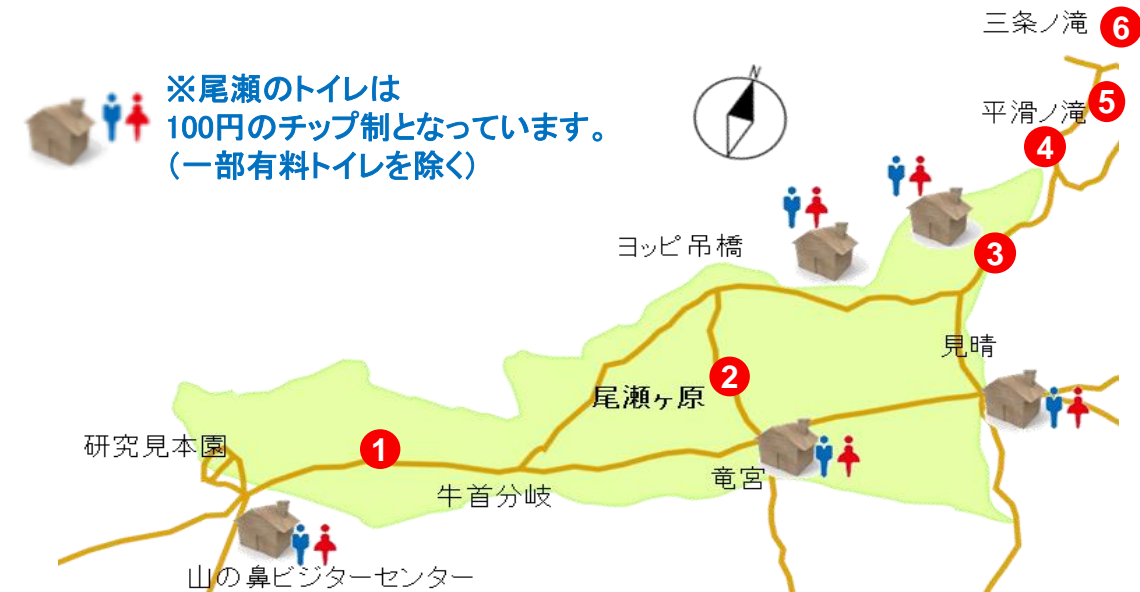 三条ノ滝
6
※尾瀬のトイレは
100円のチップ制となっています。
(一部有料トイレを除く)
N
平滑ノ滝
5
4
ヨッピ吊橋
3
見晴
2
尾瀬ヶ原
1
研究見本園
竜宮
牛首分岐
山の鼻ビジターセンター